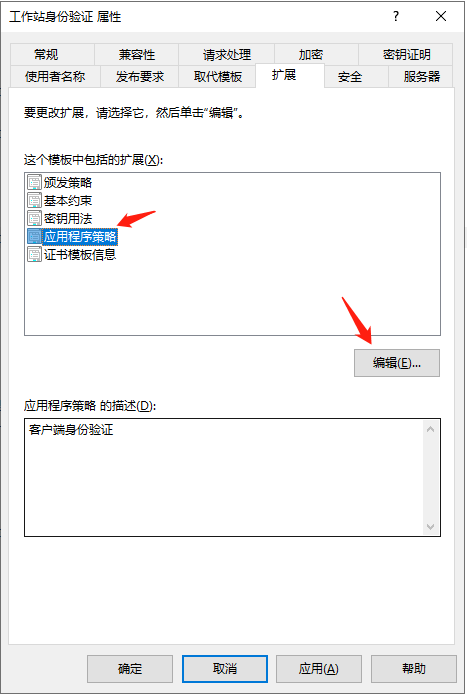 工作站身份验证 属性
? ×
常规 兼容性 请求处理 加密 密钥证明
使用者名称 发布要求 取代模板 扩展 安全 服务器
要更改扩展，请选择它，然后单击“编辑”。
这个模板中包括的扩展(X):
颁发策略
基本约束
密钥用法
应用程序策略
证书模板信息
编辑(E)...
应用程序策略 的描述(D):
客户端身份验证
确定 取消 应用(A) 帮助